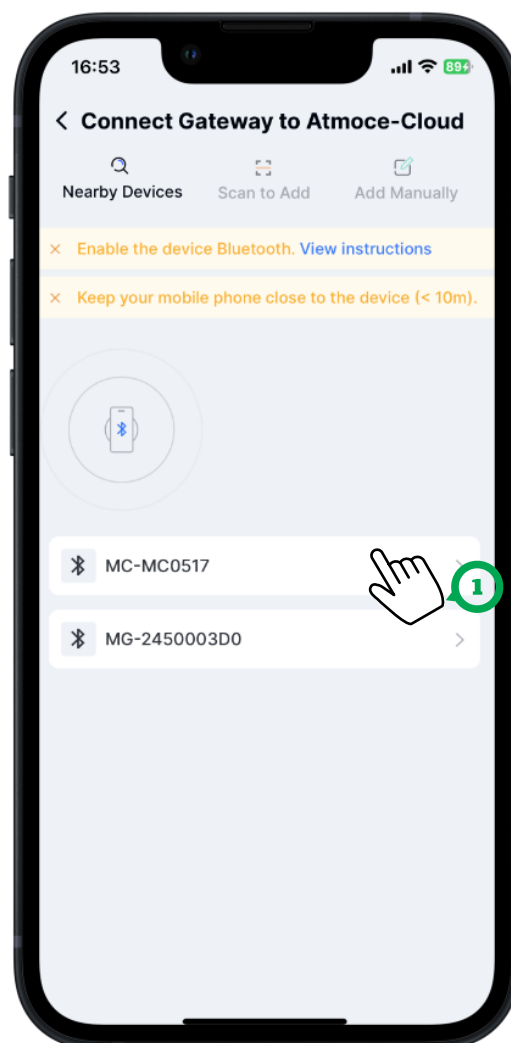 16:53
89
Connect Gateway to Atmoce-Cloud
Nearby Devices
Scan to Add
Add Manually
× Enable the device Bluetooth. View instructions
× Keep your mobile phone close to the device (< 10m).
MC-MC0517
1
MG-2450003D0